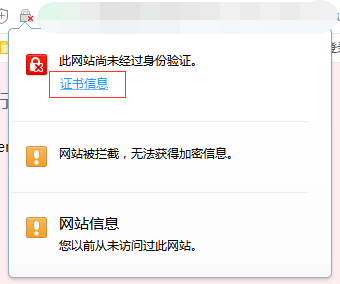 此网站尚未经过身份验证。
证书信息
网站被拦截，无法获得加密信息。
网站信息
您以前从未访问过此网站。